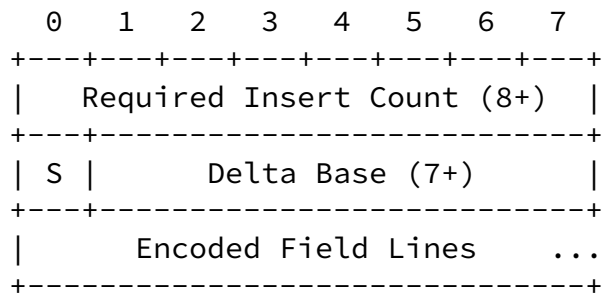 0 1 2 3 4 5 6 7
+---+---+---+---+---+---+---+---+
| Required Insert Count (8+) |
+---+---------------------------+
| S | Delta Base (7+) |
+---+---------------------------+
| Encoded Field Lines ...
+-------------------------------+